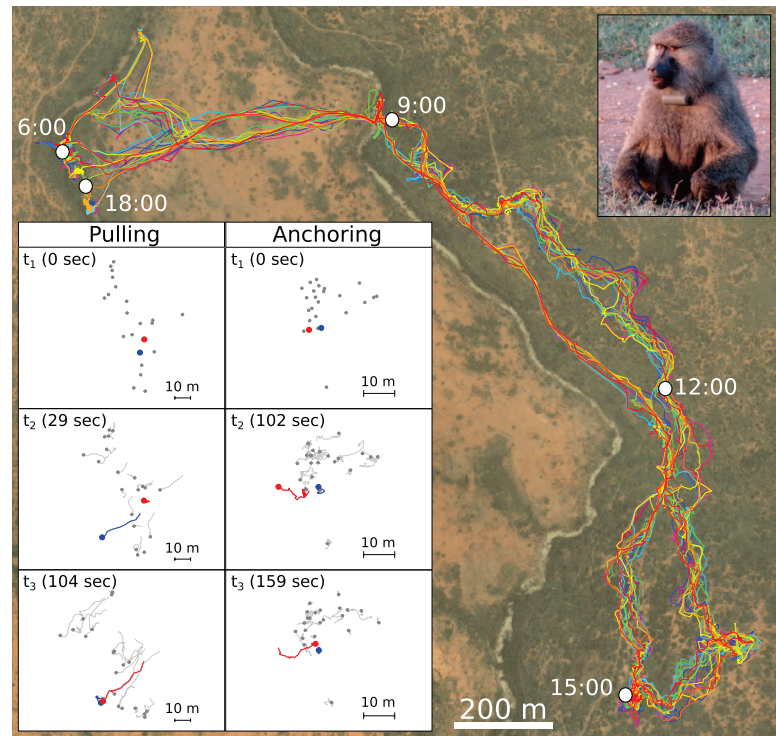 9:00
6:00
18:00
Pulling
Anchoring
t₁ (0 sec)
10 m
t₁ (0 sec)
10 m
12:00
t₂ (29 sec)
10 m
t₂ (102 sec)
10 m
t₃ (104 sec)
10 m
t₃ (159 sec)
10 m
15:00
200 m